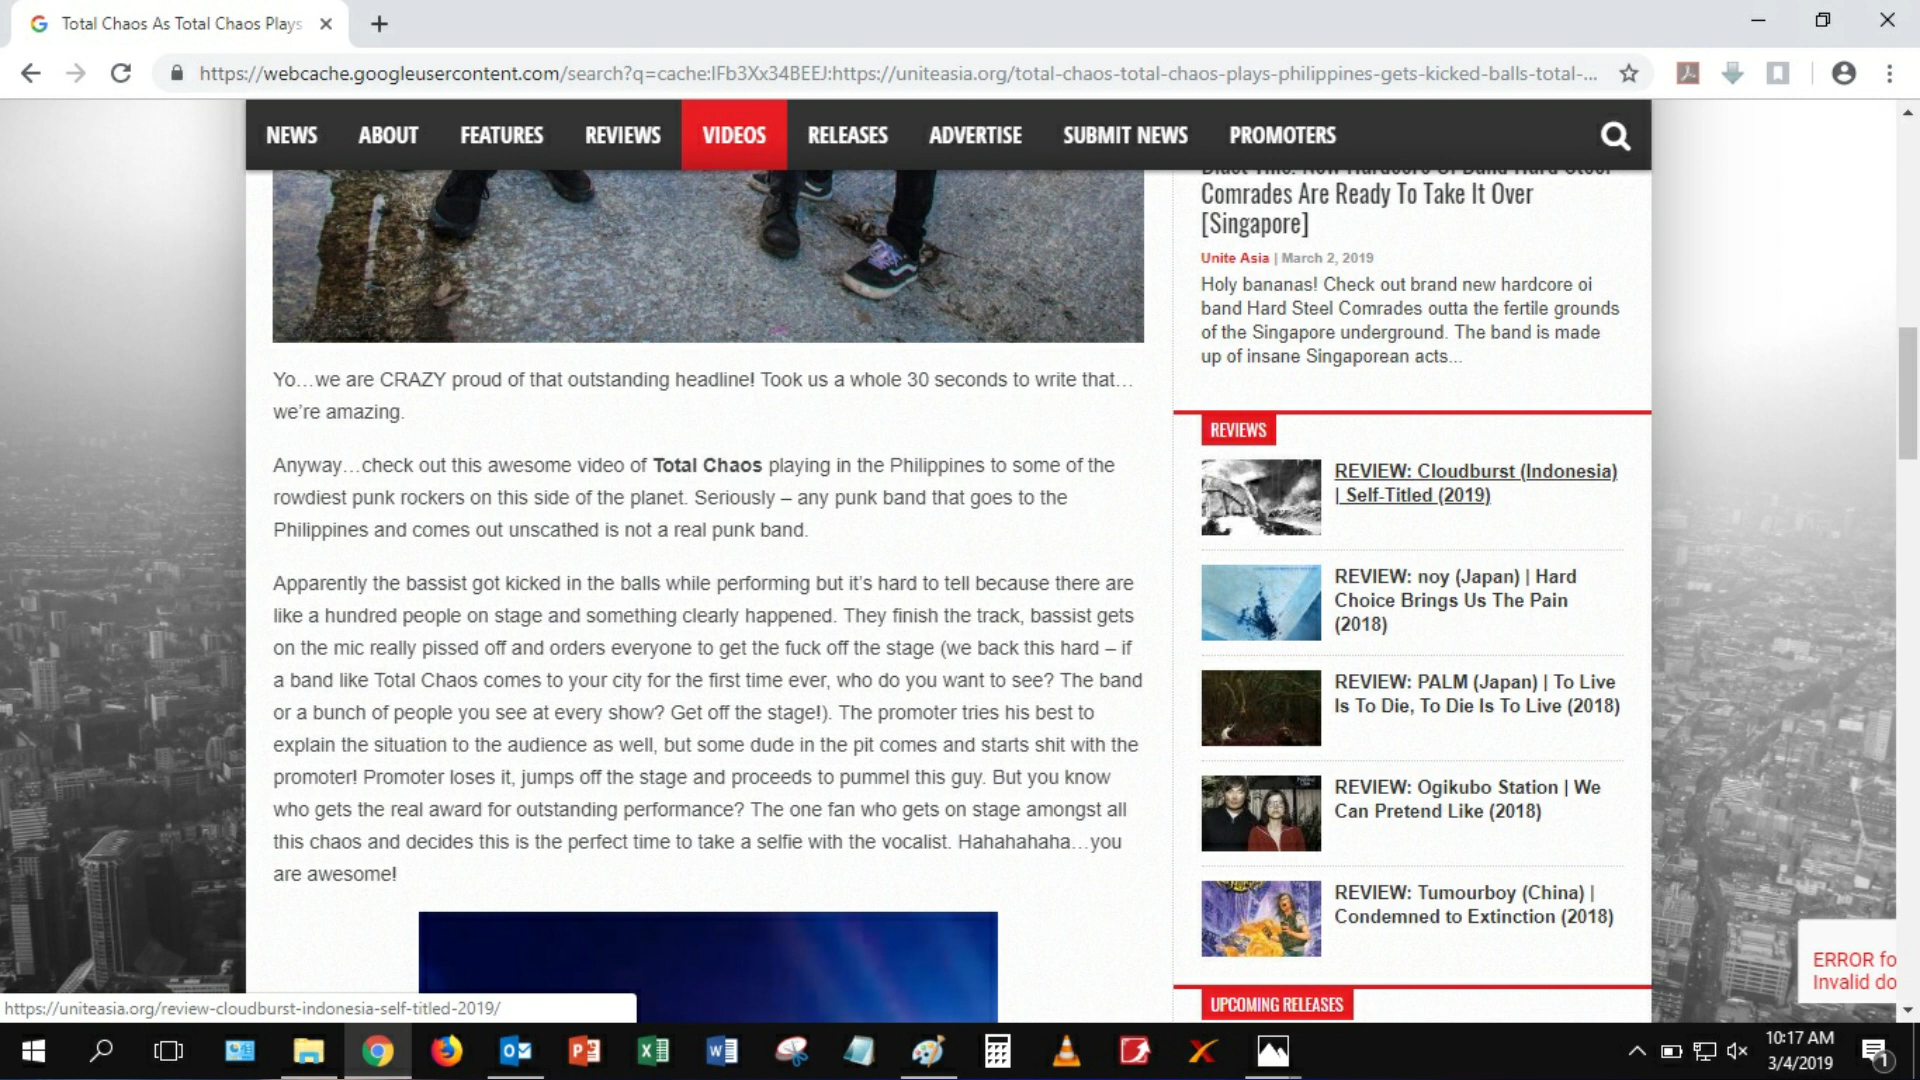 Total Chaos As Total Chaos Plays
https://webcache.googleusercontent.com/search?q=cache:lFb3Xx34BEEJ:https://uniteasia.org/total-chaos-total-chaos-plays-philippines-gets-kicked-balls-total-...
NEWS ABOUT FEATURES REVIEWS VIDEOS RELEASES ADVERTISE SUBMIT NEWS PROMOTERS
Yo…we are CRAZY proud of that outstanding headline! Took us a whole 30 seconds to write that…
we’re amazing.
Anyway…check out this awesome video of Total Chaos playing in the Philippines to some of the
rowdiest punk rockers on this side of the planet. Seriously – any punk band that goes to the
Philippines and comes out unscathed is not a real punk band.
Apparently the bassist got kicked in the balls while performing but it’s hard to tell because there are
like a hundred people on stage and something clearly happened. They finish the track, bassist gets
on the mic really pissed off and orders everyone to get the fuck off the stage (we back this hard – if
a band like Total Chaos comes to your city for the first time ever, who do you want to see? The band
or a bunch of people you see at every show? Get off the stage!). The promoter tries his best to
explain the situation to the audience as well, but some dude in the pit comes and starts shit with the
promoter! Promoter loses it, jumps off the stage and proceeds to pummel this guy. But you know
who gets the real award for outstanding performance? The one fan who gets on stage amongst all
this chaos and decides this is the perfect time to take a selfie with the vocalist. Hahahahaha…you
are awesome!
Comrades Are Ready To Take It Over
[Singapore]
Unite Asia | March 2, 2019
Holy bananas! Check out brand new hardcore oi
band Hard Steel Comrades outta the fertile grounds
of the Singapore underground. The band is made
up of insane Singaporean acts...
REVIEWS
REVIEW: Cloudburst (Indonesia)
| Self-Titled (2019)
REVIEW: noy (Japan) | Hard
Choice Brings Us The Pain
(2018)
REVIEW: PALM (Japan) | To Live
Is To Die, To Die Is To Live (2018)
REVIEW: Ogikubo Station | We
Can Pretend Like (2018)
REVIEW: Tumourboy (China) |
Condemned to Extinction (2018)
UPCOMING RELEASES
ERROR fo
Invalid do
https://uniteasia.org/review-cloudburst-indonesia-self-titled-2019/
10:17 AM
3/4/2019
1